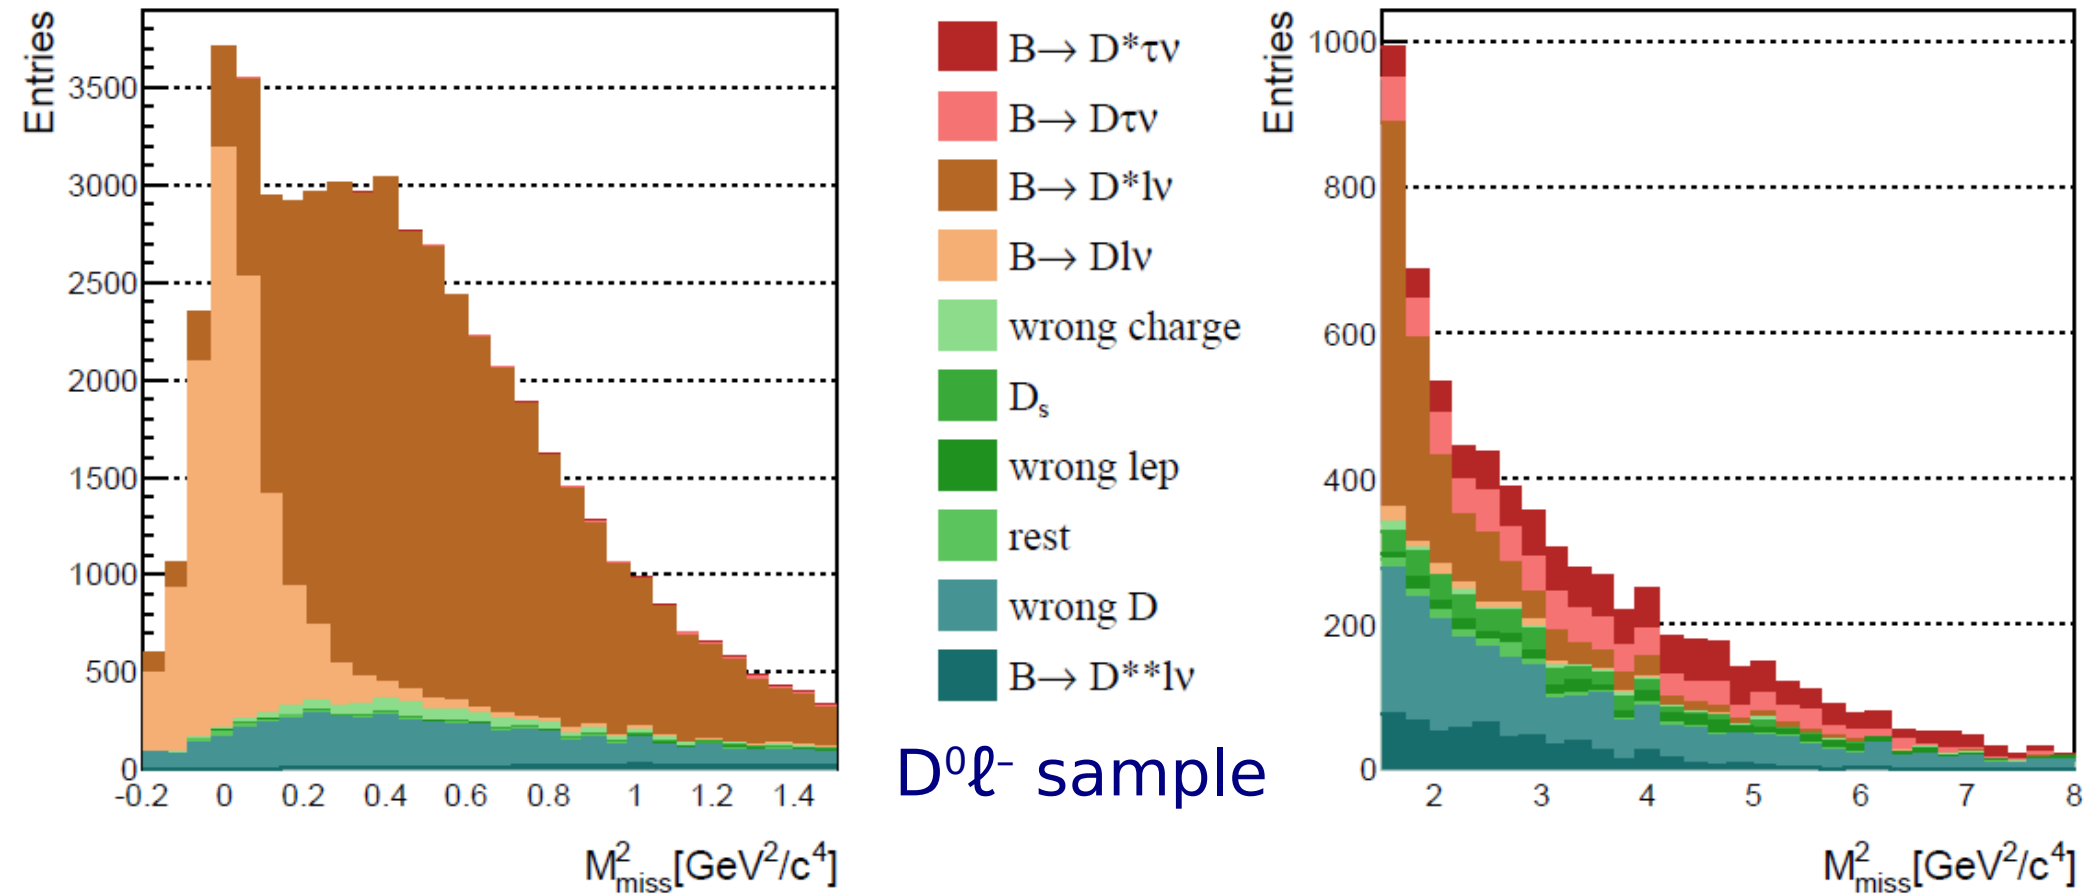 Entries
3500
3000
2500
2000
1500
1000
500
0
-0.2 0 0.2 0.4 0.6 0.8 1 1.2 1.4
M²miss[GeV²/c⁴]
B→ D*τν
B→ Dτν
B→ D*lν
B→ Dlν
wrong charge
Ds
wrong lep
rest
wrong D
B→ D**lν
D⁰ℓ⁻ sample
Entries
1000
800
600
400
200
0
2 3 4 5 6 7 8
M²miss[GeV²/c⁴]